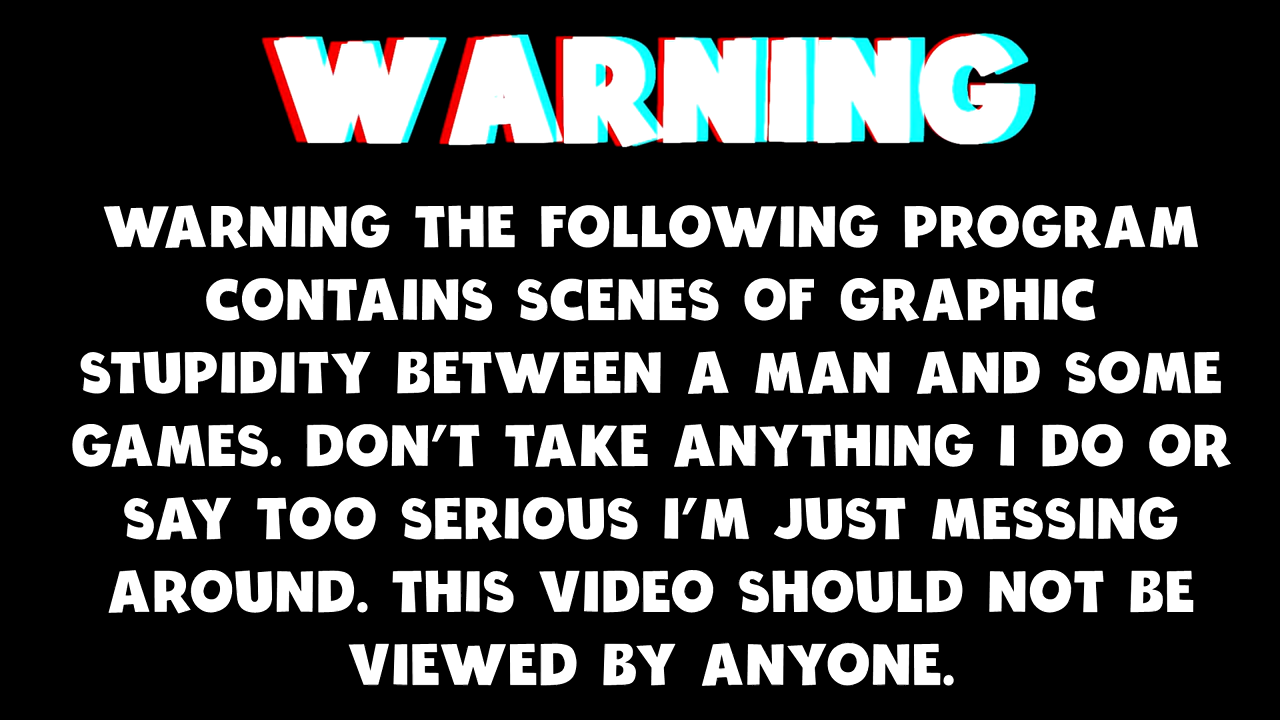 WARNING
WARNING THE FOLLOWING PROGRAM
CONTAINS SCENES OF GRAPHIC
STUPIDITY BETWEEN A MAN AND SOME
GAMES. DON'T TAKE ANYTHING I DO OR
SAY TOO SERIOUS I'M JUST MESSING
AROUND. THIS VIDEO SHOULD NOT BE
VIEWED BY ANYONE.